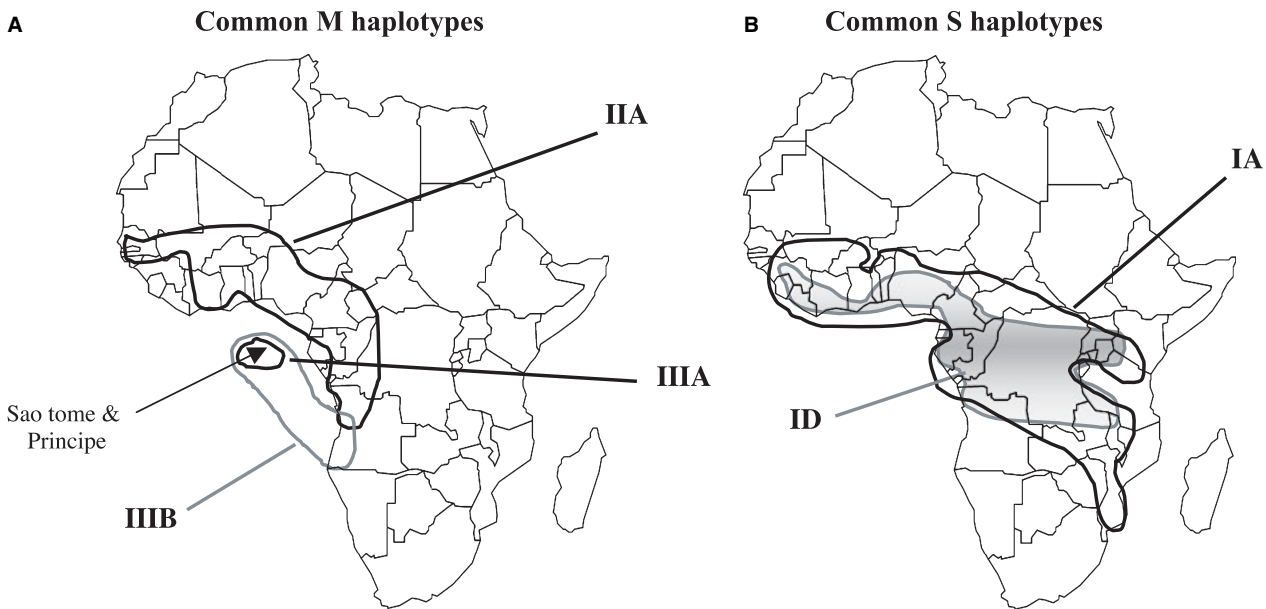 A
Common M haplotypes
IIA
IIIA
Sao tome &
Principe
IIIB
B
Common S haplotypes
IA
ID